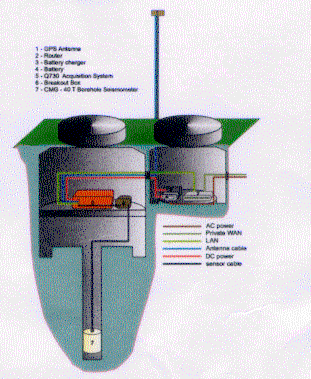 1 - GPS Antenna
2 - Router
3 - Battery charger
4 - Battery
5 - Q730 Acquisition System
6 - Breakout Box
7 - CMG - 40 T Borehole Seismometer
AC power
Private WAN
LAN
Antenna cable
DC power
sensor cable
7